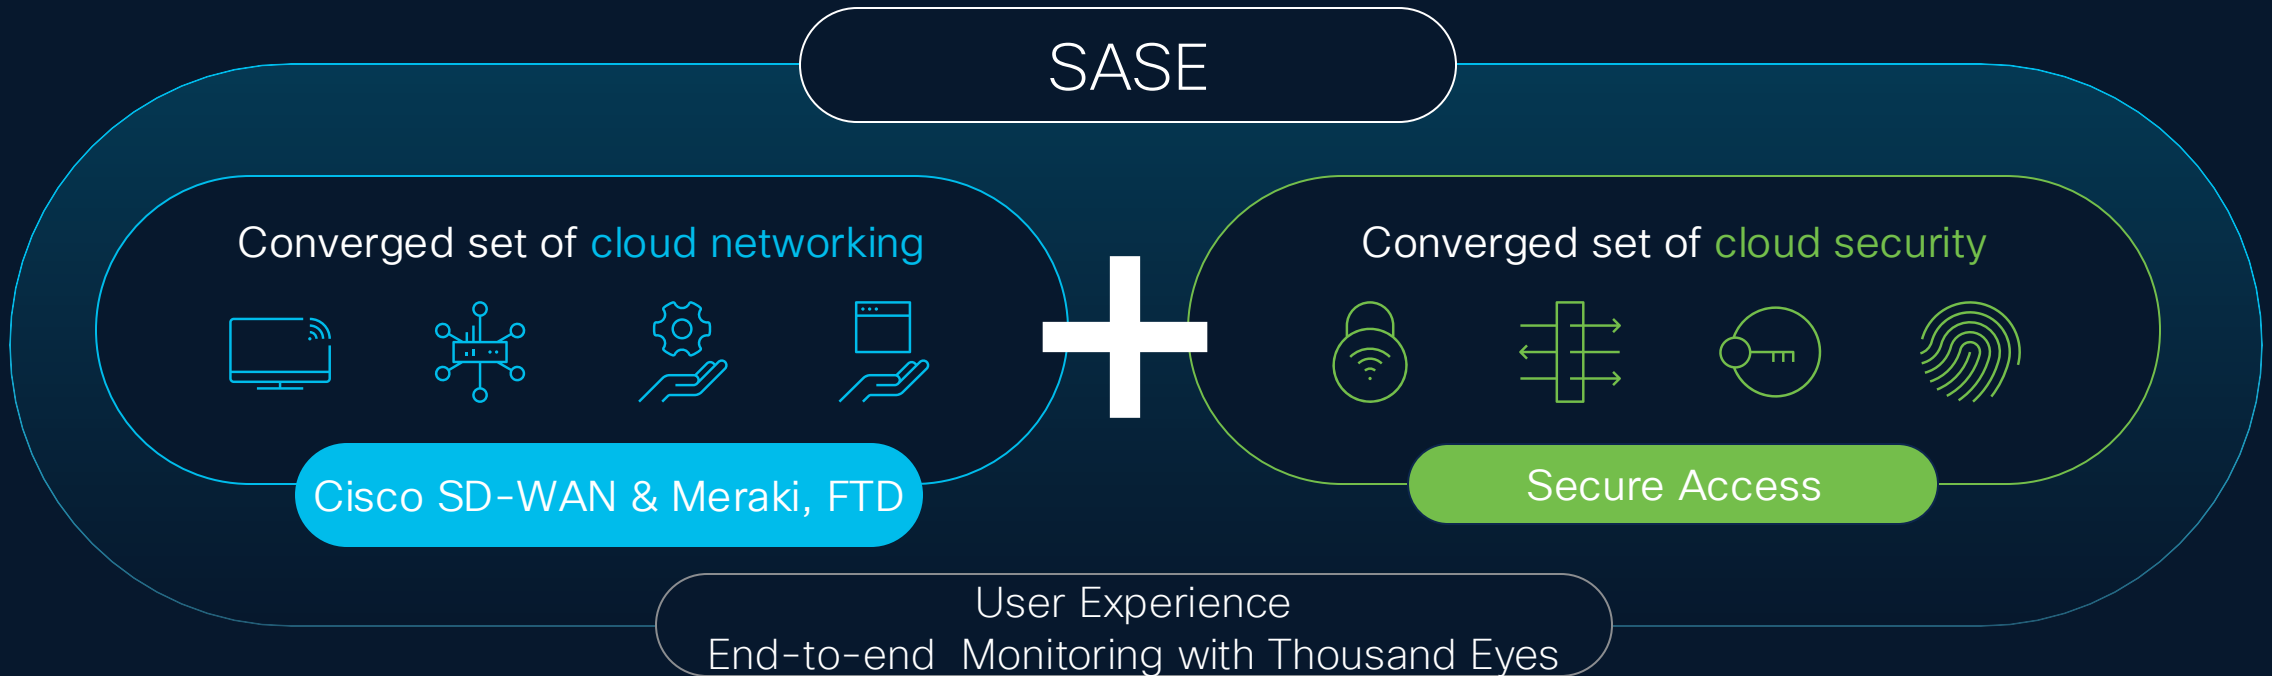 SASE
Converged set of cloud networking
Converged set of cloud security
Cisco SD-WAN & Meraki, FTD
Secure Access
User Experience
End-to-end  Monitoring with Thousand Eyes